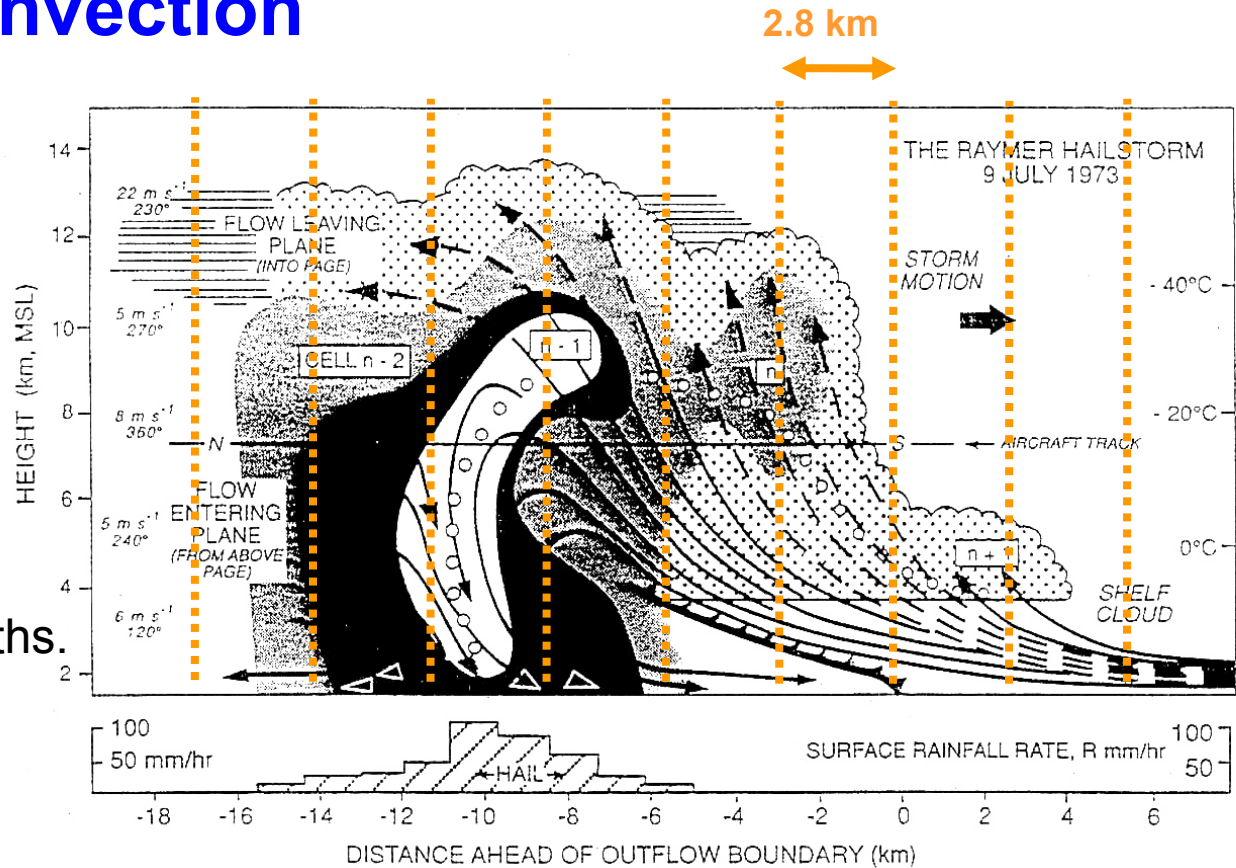 nvection
2.8 km
THE RAYMER HAILSTORM
9 JULY 1973
14
12
10
8
6
4
2
HEIGHT (km, MSL)
22 m s⁻¹
230°
5 m s⁻¹
270°
8 m s⁻¹
360°
5 m s⁻¹
240°
6 m s⁻¹
120°
FLOW LEAVING
PLANE
(INTO PAGE)
STORM
MOTION
- 40°C
- 20°C
0°C
CELL n - 2
n - 1
n
n + 1
N
S
AIRCRAFT TRACK
FLOW
ENTERING
PLANE
(FROM ABOVE
PAGE)
SHELF
CLOUD
ths.
100
50 mm/hr
HAIL
SURFACE RAINFALL RATE, R mm/hr
100
50
-18 -16 -14 -12 -10 -8 -6 -4 -2 0 2 4 6
DISTANCE AHEAD OF OUTFLOW BOUNDARY (km)